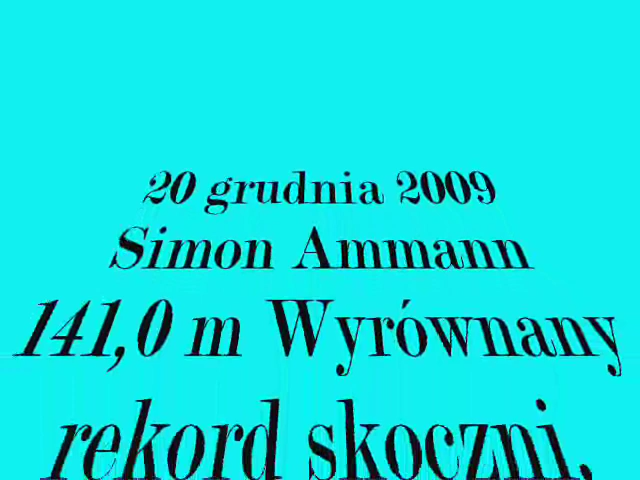 20 grudnia 2009
Simon Ammann
141,0 m Wyrównany
rekord skoczni,